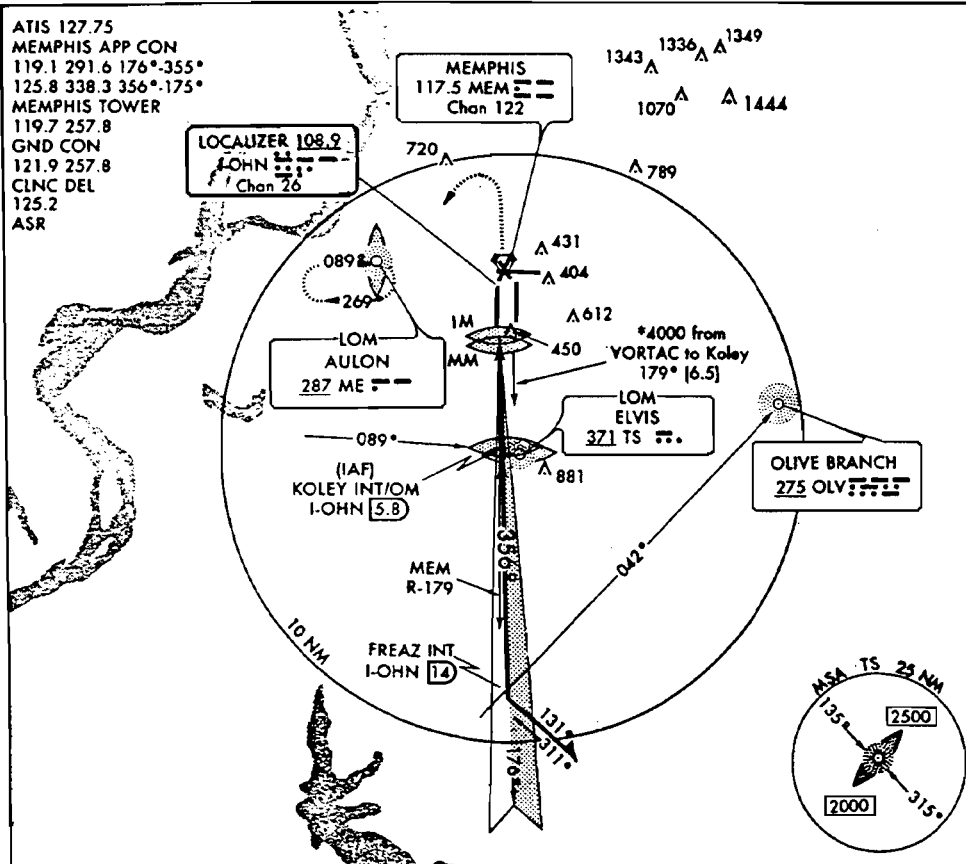 ATIS 127.75
MEMPHIS APP CON
119.1 291.6 176°-355°
125.8 338.3 356°-175°
MEMPHIS TOWER
119.7 257.8
GND CON
121.9 257.8
CLNC DEL
125.2
ASR
MEMPHIS
117.5 MEM
Chan 122
1343
1336
1349
1070
1444
LOCALIZER 108.9
I-OHN
Chan 26
720
789
089°
269
431
404
612
450
IM
MM
LOM
AULON
287 ME
*4000 from
VORTAC to Koley
179° (6.5)
LOM
ELVIS
371 TS
089°
(IAF)
KOLEY INT/OM
I-OHN 5.8
881
OLIVE BRANCH
275 OLV
356°
042°
MEM
R-179
10 NM
FREAZ INT
I-OHN 14
131°
311°
176°
MSA TS 25 NM
135°
2500
2000
315°